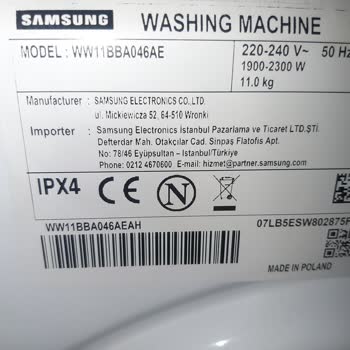 SAMSUNG WASHING MACHINE
MODEL : WW11BBA046AE
220-240 V~ 50 Hz
1900-2300 W
11.0 kg
Manufacturer : SAMSUNG ELECTRONICS CO.,LTD.
ul. Mickiewicza 52, 64-510 Wronki
Importer : Samsung Electronics İstanbul Pazarlama ve Ticaret LTD.ŞTİ.
Defterdar Mah. Otakçılar Cad. Sinpaş Flatofis Apt.
No: 78/46 Eyüpsultan – İstanbul/Türkiye
Phone: 0212 4670600 E-mail: hizmet@partner.samsung.com
IPX4 CE N
WW11BBA046AEAH
07LB5ESW802875F
MADE IN POLAND